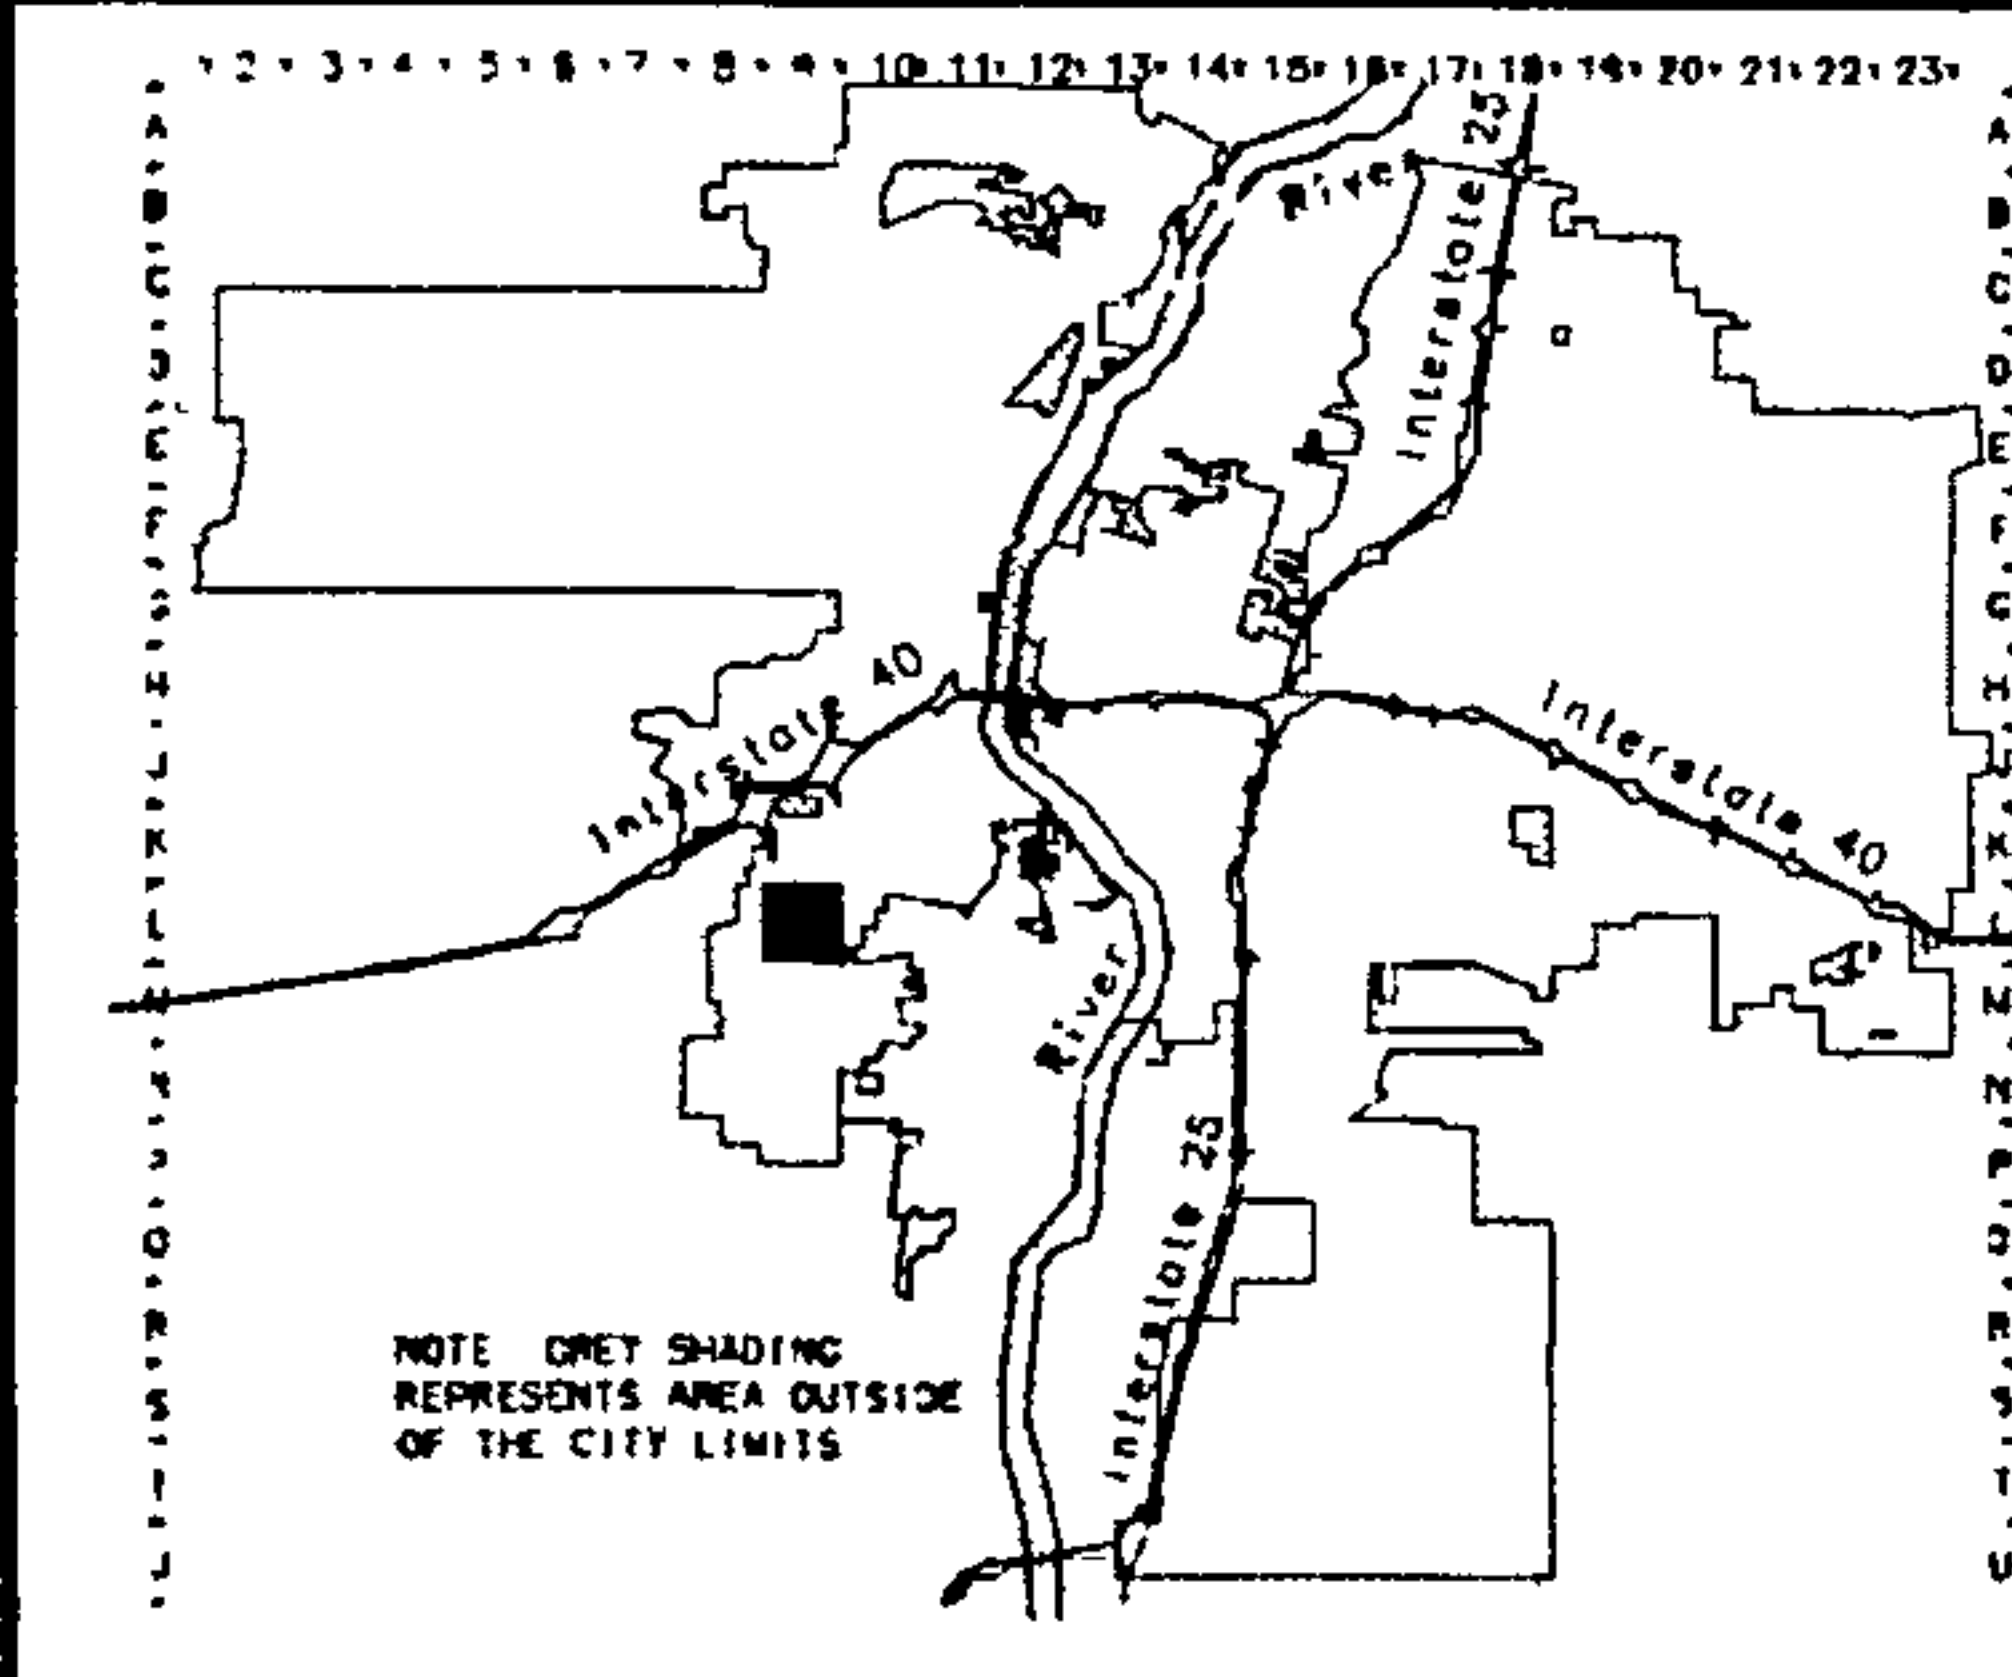 2 3 4 5 6 7 8 9 10 11 12 13 14 15 16 17 18 19 20 21 22 23
A A
B B
C C
D D
E E
F F
G G
H H
J J
K K
L L
M M
N N
P P
Q Q
R R
S S
T T
U U
River
Interstate 25
Interstate 40
Interstate 40
River
Interstate 25
NOTE GREY SHADING
REPRESENTS AREA OUTSIDE
OF THE CITY LIMITS